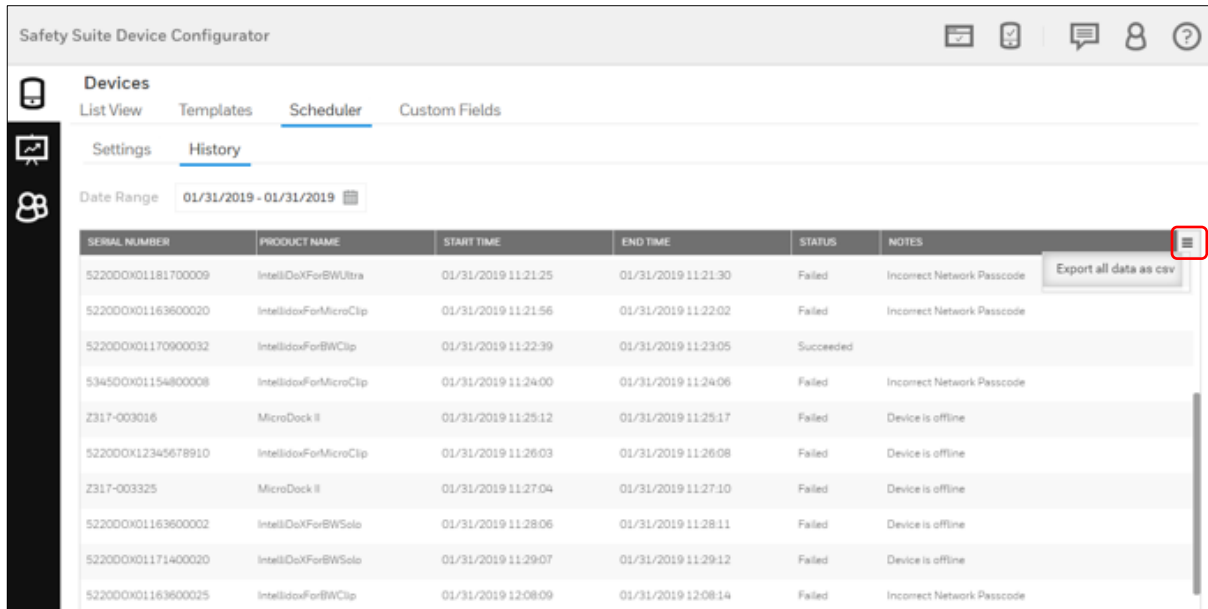 Safety Suite Device Configurator
Devices
List View Templates Scheduler Custom Fields
Settings History
Date Range 01/31/2019 - 01/31/2019
SERIAL NUMBER PRODUCT NAME START TIME END TIME STATUS NOTES
Export all data as csv
5220DOX01181700009 IntelliDoXForBWUltra 01/31/2019 11:21:25 01/31/2019 11:21:30 Failed Incorrect Network Passcode
5220DOX01163600020 IntellidoxForMicroClip 01/31/2019 11:21:56 01/31/2019 11:22:02 Failed Incorrect Network Passcode
5220DOX01170900032 IntellidoxForBWClip 01/31/2019 11:22:39 01/31/2019 11:23:05 Succeeded
5345DOX01154800008 IntellidoxForMicroClip 01/31/2019 11:24:00 01/31/2019 11:24:06 Failed Incorrect Network Passcode
Z317-003016 MicroDock II 01/31/2019 11:25:12 01/31/2019 11:25:17 Failed Device is offline
5220DOX12345678910 IntellidoxForMicroClip 01/31/2019 11:26:03 01/31/2019 11:26:08 Failed Device is offline
Z317-003325 MicroDock II 01/31/2019 11:27:04 01/31/2019 11:27:10 Failed Device is offline
5220DOX01163600002 IntelliDoXForBWSolo 01/31/2019 11:28:06 01/31/2019 11:28:11 Failed Device is offline
5220DOX01171400020 IntelliDoXForBWSolo 01/31/2019 11:29:07 01/31/2019 11:29:12 Failed Device is offline
5220DOX01163600025 IntellidoxForBWClip 01/31/2019 12:08:09 01/31/2019 12:08:14 Failed Incorrect Network Passcode